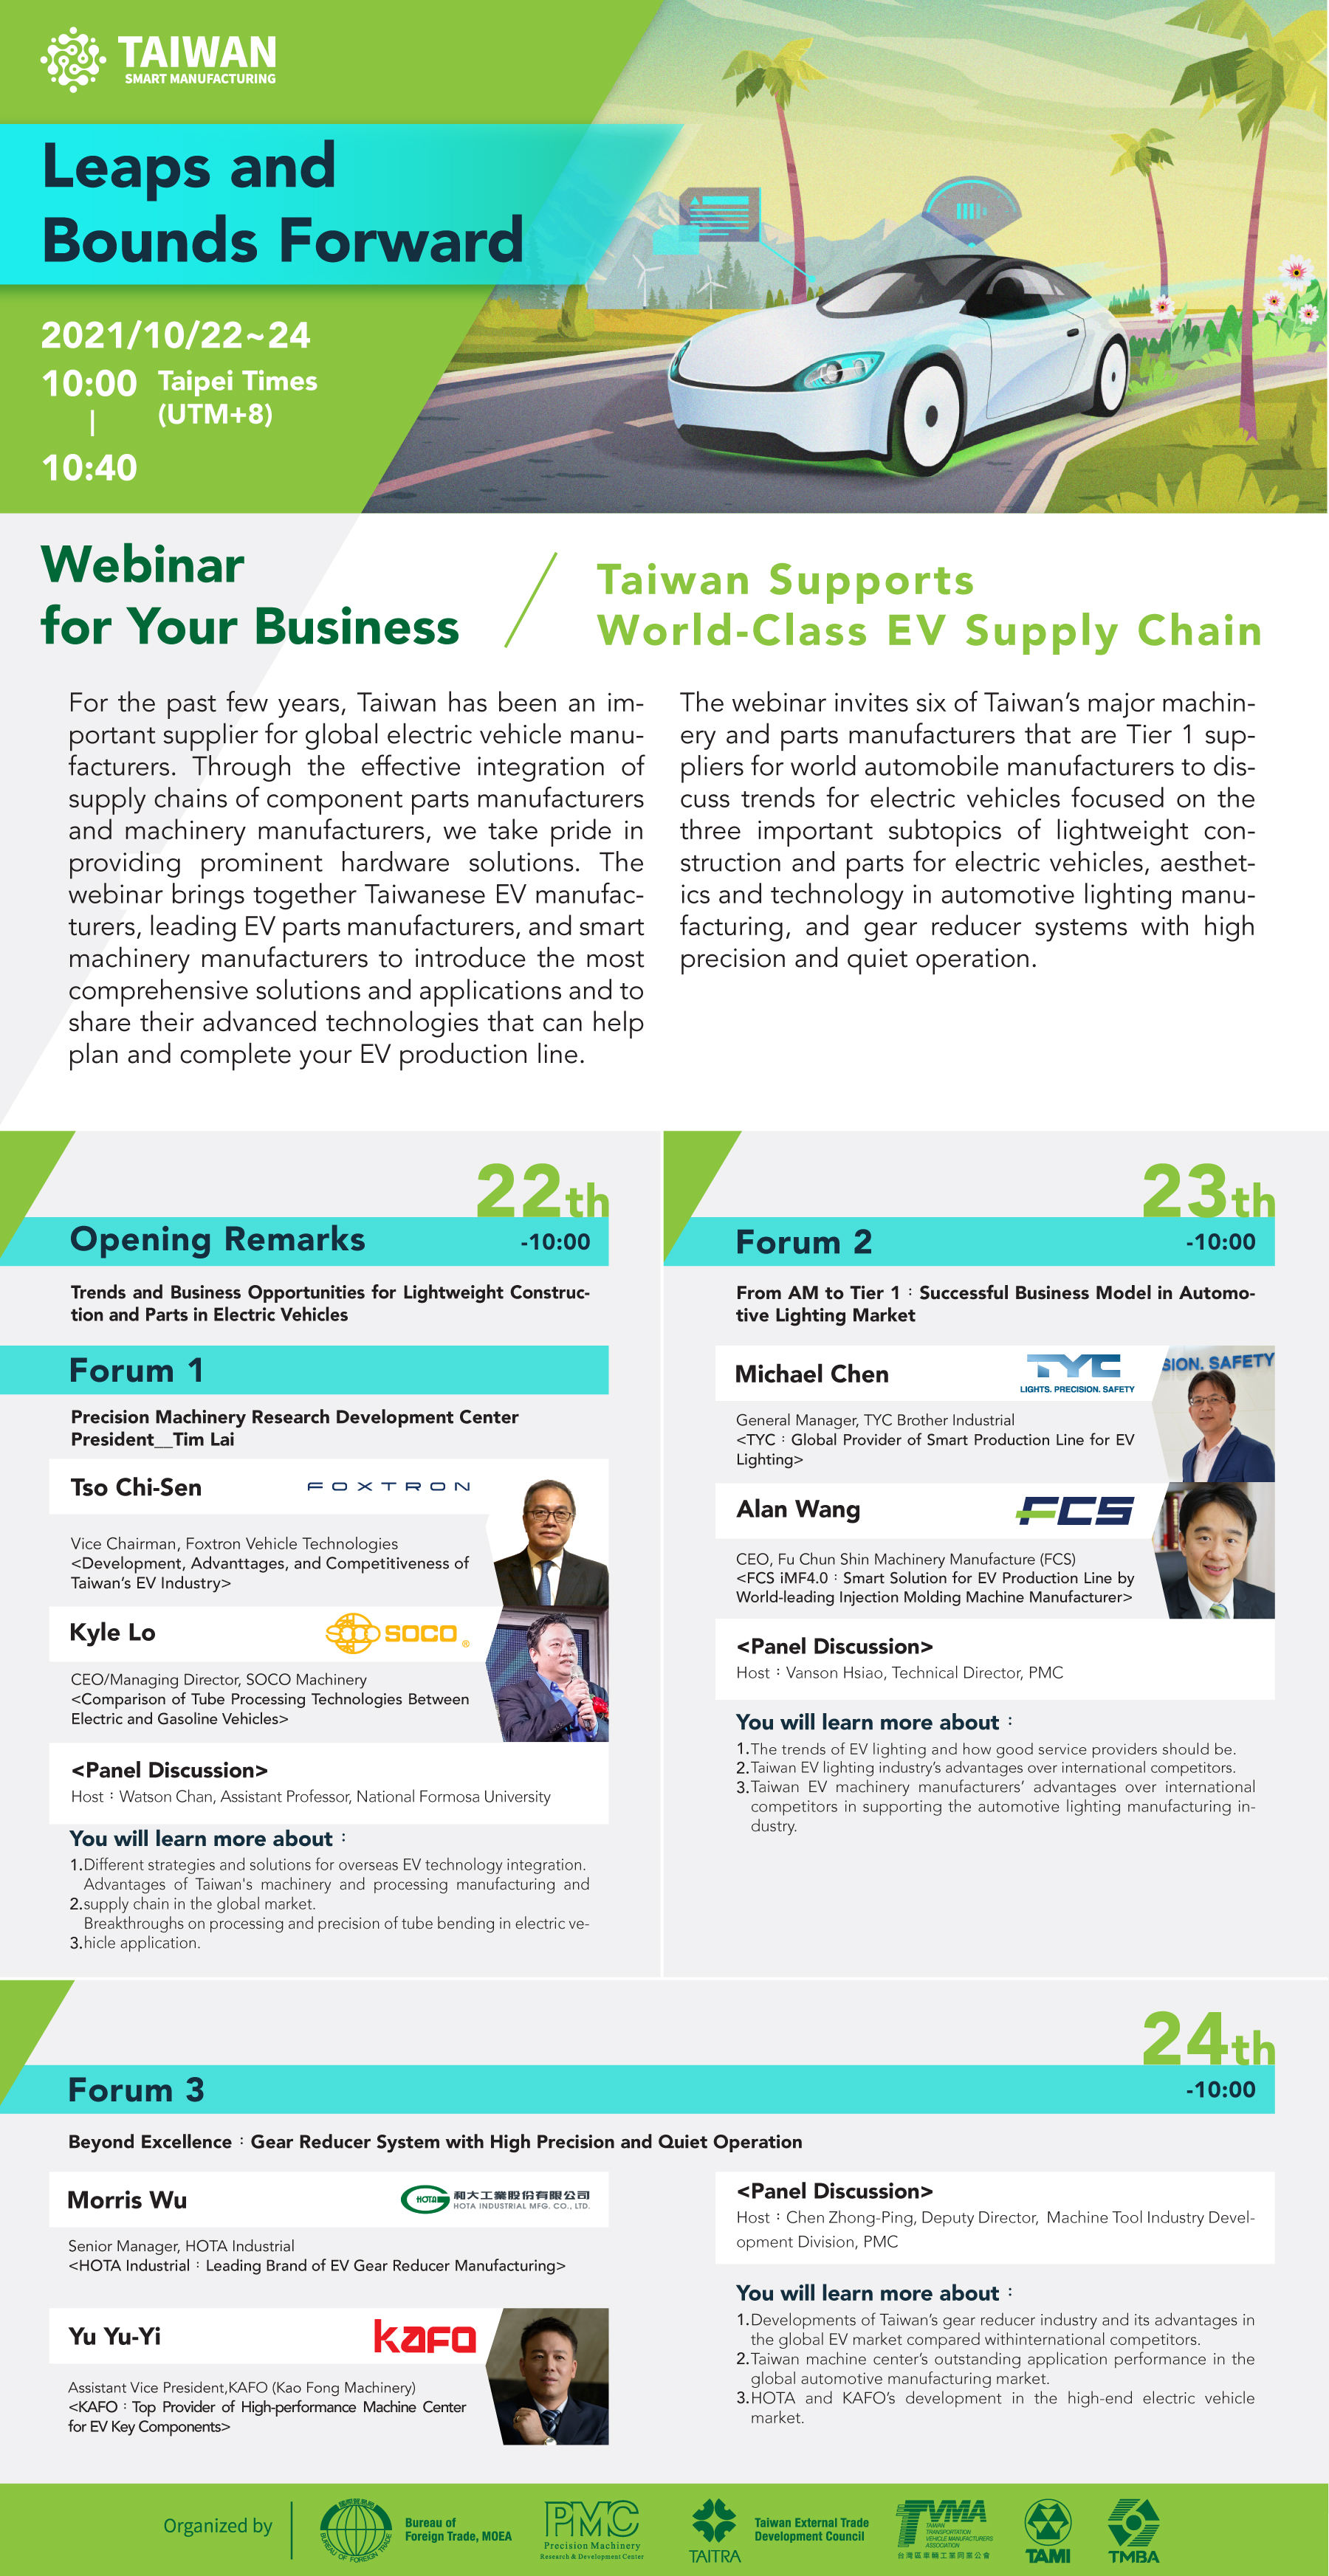 TAIWAN
SMART MANUFACTURING
Leaps and
Bounds Forward
2021/10/22~24
10:00 Taipei Times
| (UTM+8)
10:40
Webinar
for Your Business
Taiwan Supports
World-Class EV Supply Chain
For the past few years, Taiwan has been an im-
portant supplier for global electric vehicle manu-
facturers. Through the effective integration of
supply chains of component parts manufacturers
and machinery manufacturers, we take pride in
providing prominent hardware solutions. The
webinar brings together Taiwanese EV manufac-
turers, leading EV parts manufacturers, and smart
machinery manufacturers to introduce the most
comprehensive solutions and applications and to
share their advanced technologies that can help
plan and complete your EV production line.
The webinar invites six of Taiwan's major machin-
ery and parts manufacturers that are Tier 1 sup-
pliers for world automobile manufacturers to dis-
cuss trends for electric vehicles focused on the
three important subtopics of lightweight con-
struction and parts for electric vehicles, aesthet-
ics and technology in automotive lighting manu-
facturing, and gear reducer systems with high
precision and quiet operation.
22th
Opening Remarks -10:00
Trends and Business Opportunities for Lightweight Construc-
tion and Parts in Electric Vehicles
Forum 1
Precision Machinery Research Development Center
President__Tim Lai
Tso Chi-Sen FOXTRON
Vice Chairman, Foxtron Vehicle Technologies
<Development, Advanttages, and Competitiveness of
Taiwan's EV Industry>
Kyle Lo SOCO ®
CEO/Managing Director, SOCO Machinery
<Comparison of Tube Processing Technologies Between
Electric and Gasoline Vehicles>
<Panel Discussion>
Host：Watson Chan, Assistant Professor, National Formosa University
You will learn more about：
1.Different strategies and solutions for overseas EV technology integration.
Advantages of Taiwan's machinery and processing manufacturing and
2.supply chain in the global market.
Breakthroughs on processing and precision of tube bending in electric ve-
3.hicle application.
23th
Forum 2 -10:00
From AM to Tier 1：Successful Business Model in Automo-
tive Lighting Market
Michael Chen TYC
LIGHTS. PRECISION. SAFETY
SION. SAFETY
General Manager, TYC Brother Industrial
<TYC：Global Provider of Smart Production Line for EV
Lighting>
Alan Wang FCS
CEO, Fu Chun Shin Machinery Manufacture (FCS)
<FCS iMF4.0：Smart Solution for EV Production Line by
World-leading Injection Molding Machine Manufacturer>
<Panel Discussion>
Host：Vanson Hsiao, Technical Director, PMC
You will learn more about：
1.The trends of EV lighting and how good service providers should be.
2.Taiwan EV lighting industry's advantages over international competitors.
3.Taiwan EV machinery manufacturers' advantages over international
competitors in supporting the automotive lighting manufacturing in-
dustry.
24th
Forum 3 -10:00
Beyond Excellence：Gear Reducer System with High Precision and Quiet Operation
Morris Wu HOTA 和大工業股份有限公司
HOTA INDUSTRIAL MFG. CO., LTD.
Senior Manager, HOTA Industrial
<HOTA Industrial：Leading Brand of EV Gear Reducer Manufacturing>
Yu Yu-Yi kaFO
Assistant Vice President,KAFO (Kao Fong Machinery)
<KAFO：Top Provider of High-performance Machine Center
for EV Key Components>
<Panel Discussion>
Host：Chen Zhong-Ping, Deputy Director, Machine Tool Industry Devel-
opment Division, PMC
You will learn more about：
1.Developments of Taiwan's gear reducer industry and its advantages in
the global EV market compared withinternational competitors.
2.Taiwan machine center's outstanding application performance in the
global automotive manufacturing market.
3.HOTA and KAFO's development in the high-end electric vehicle
market.
Organized by
BUREAU OF FOREIGN TRADE
Bureau of
Foreign Trade, MOEA
PMC
Precision Machinery
Research & Development Center
TAITRA
Taiwan External Trade
Development Council
TVMA
TAIWAN
TRANSPORTATION
VEHICLE MANUFACTURERS
ASSOCIATION
台灣區車輛工業同業公會
TAMI
TMBA